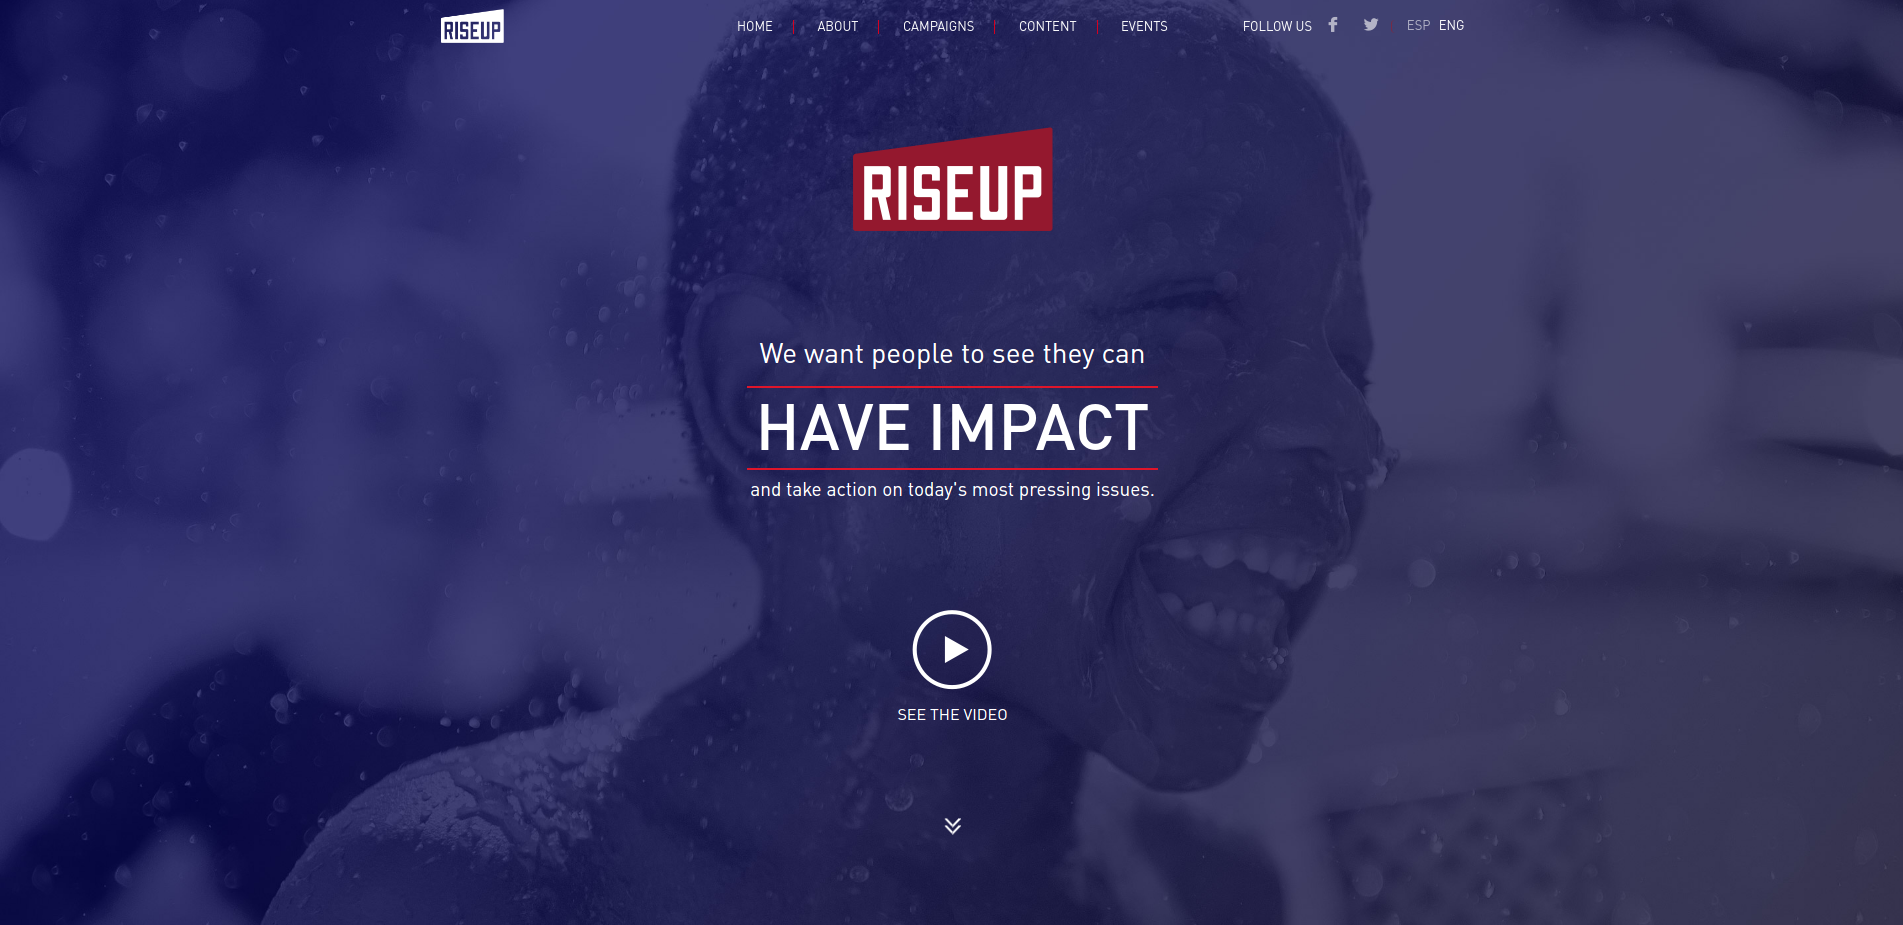 RISEUP
HOME ABOUT CAMPAIGNS CONTENT EVENTS FOLLOW US ESP ENG
RISEUP
We want people to see they can
HAVE IMPACT
and take action on today's most pressing issues.
SEE THE VIDEO